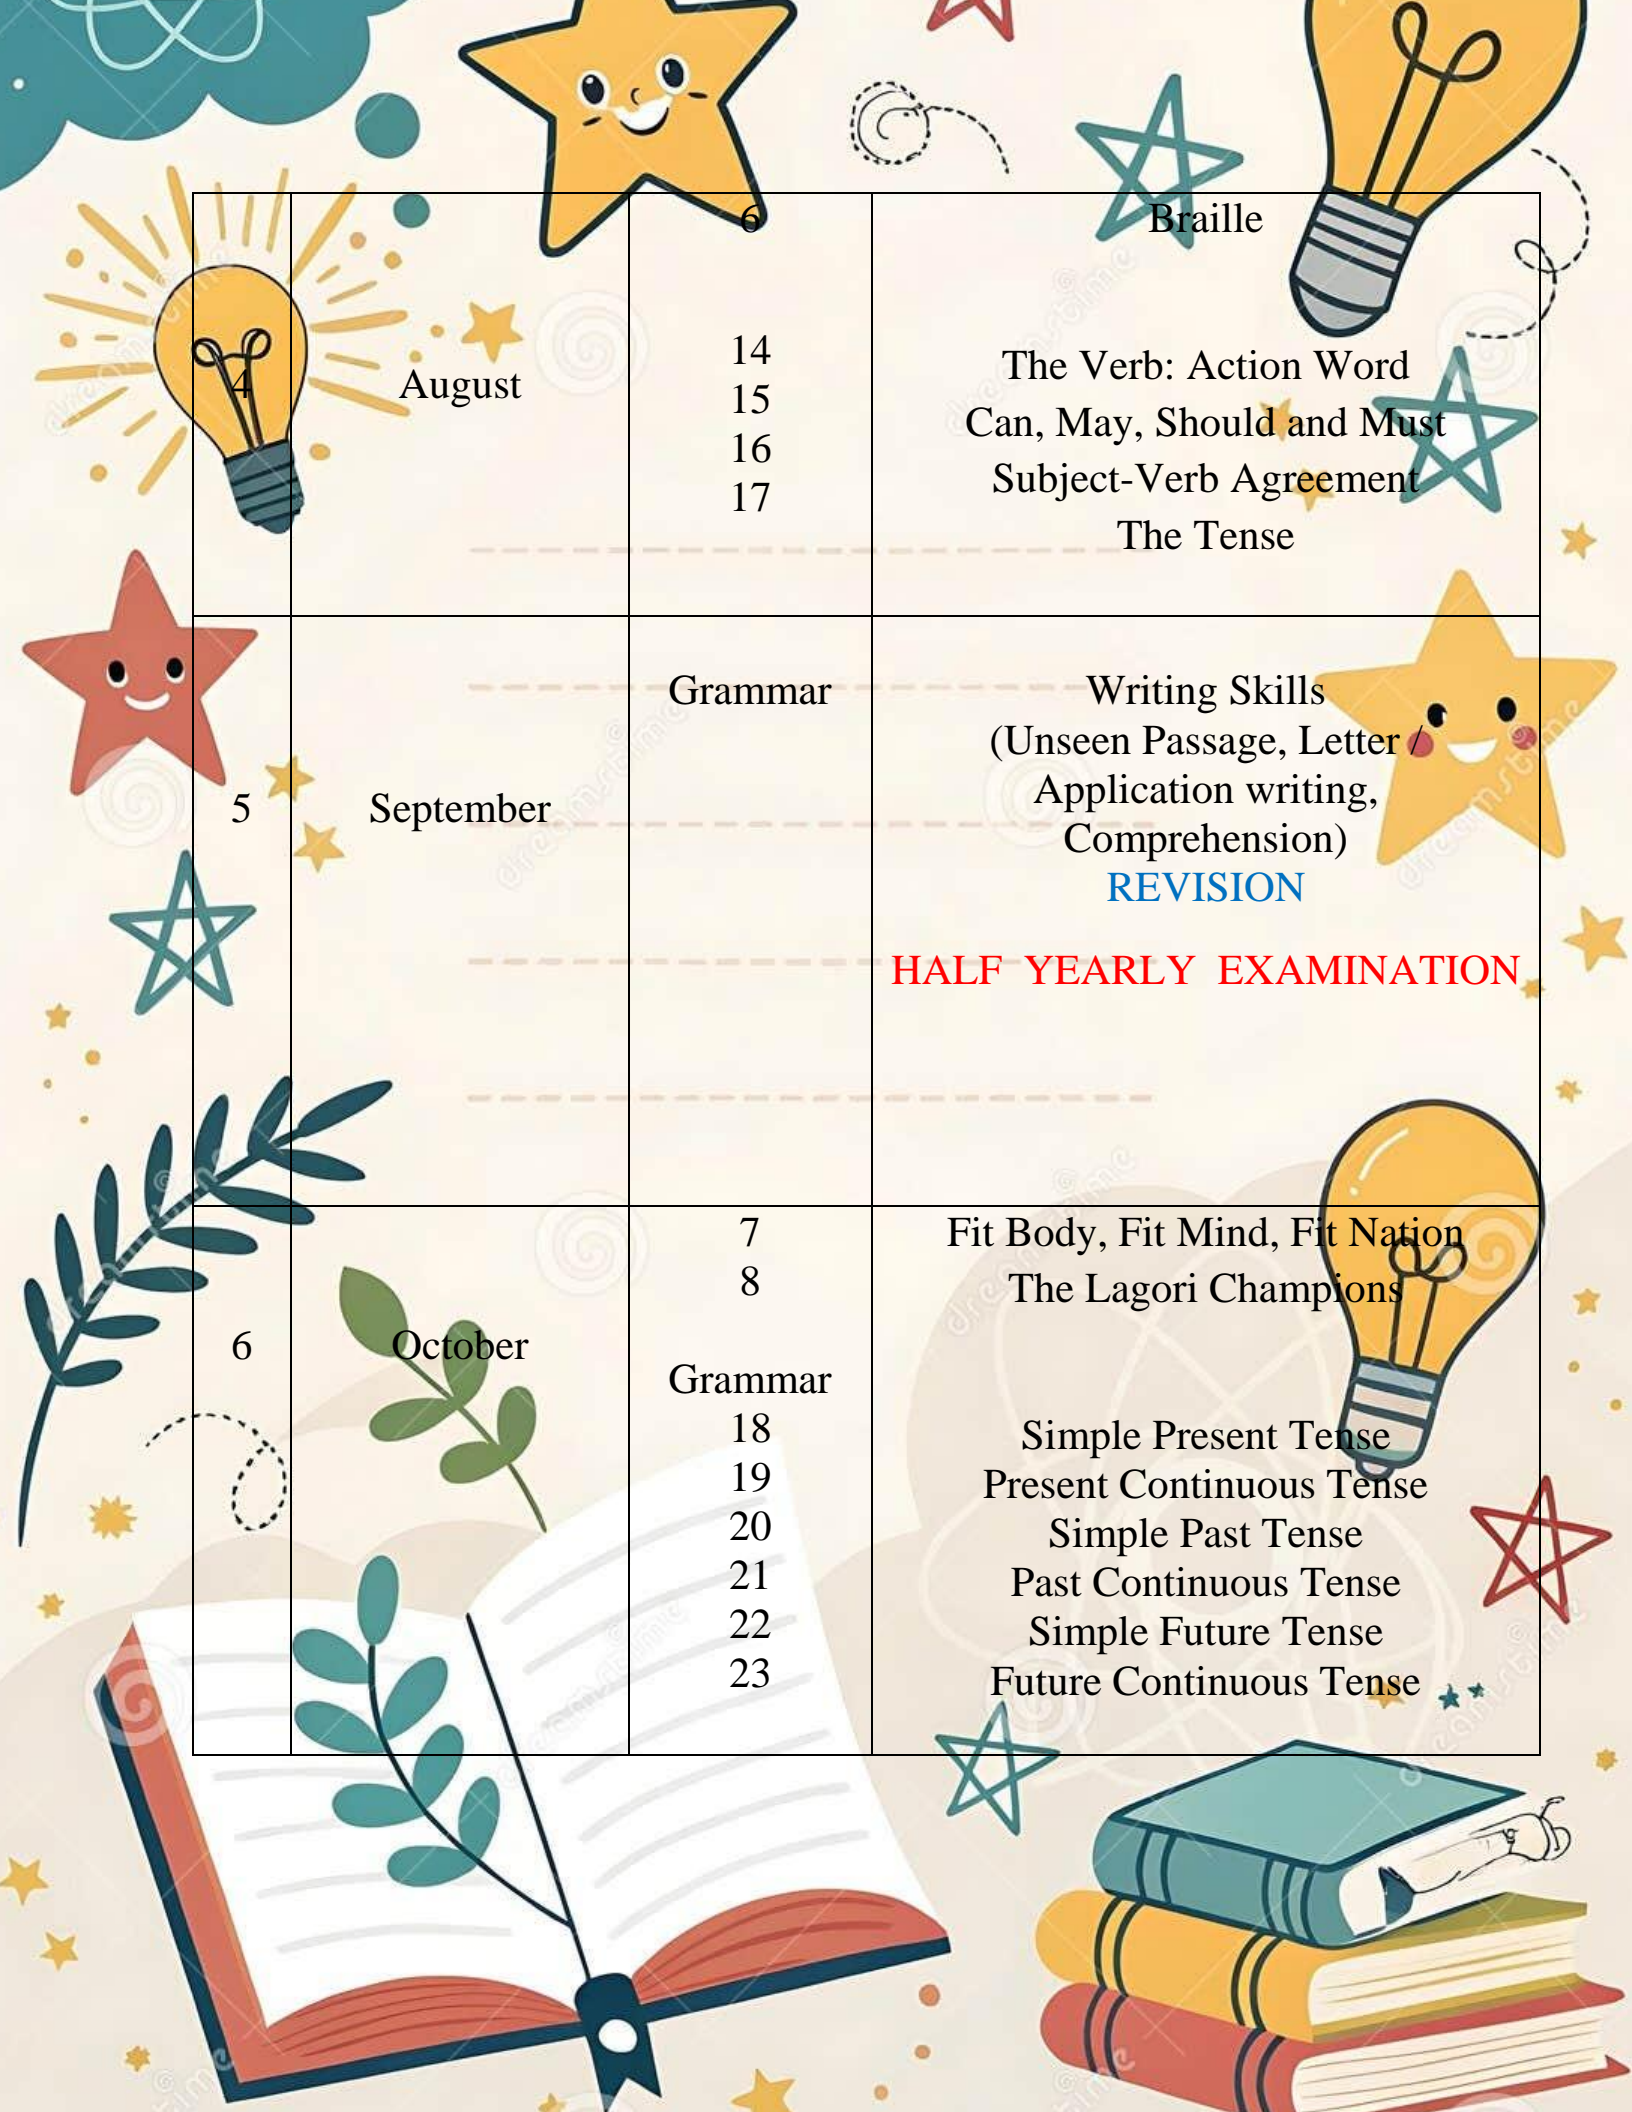 6 Braille
4 August
14 The Verb: Action Word
15 Can, May, Should and Must
16 Subject-Verb Agreement
17 The Tense
5 September
Grammar Writing Skills
(Unseen Passage, Letter /
Application writing,
Comprehension)
REVISION
HALF YEARLY EXAMINATION
6 October
7 Fit Body, Fit Mind, Fit Nation
8 The Lagori Champions
Grammar
18 Simple Present Tense
19 Present Continuous Tense
20 Simple Past Tense
21 Past Continuous Tense
22 Simple Future Tense
23 Future Continuous Tense
dreamstime